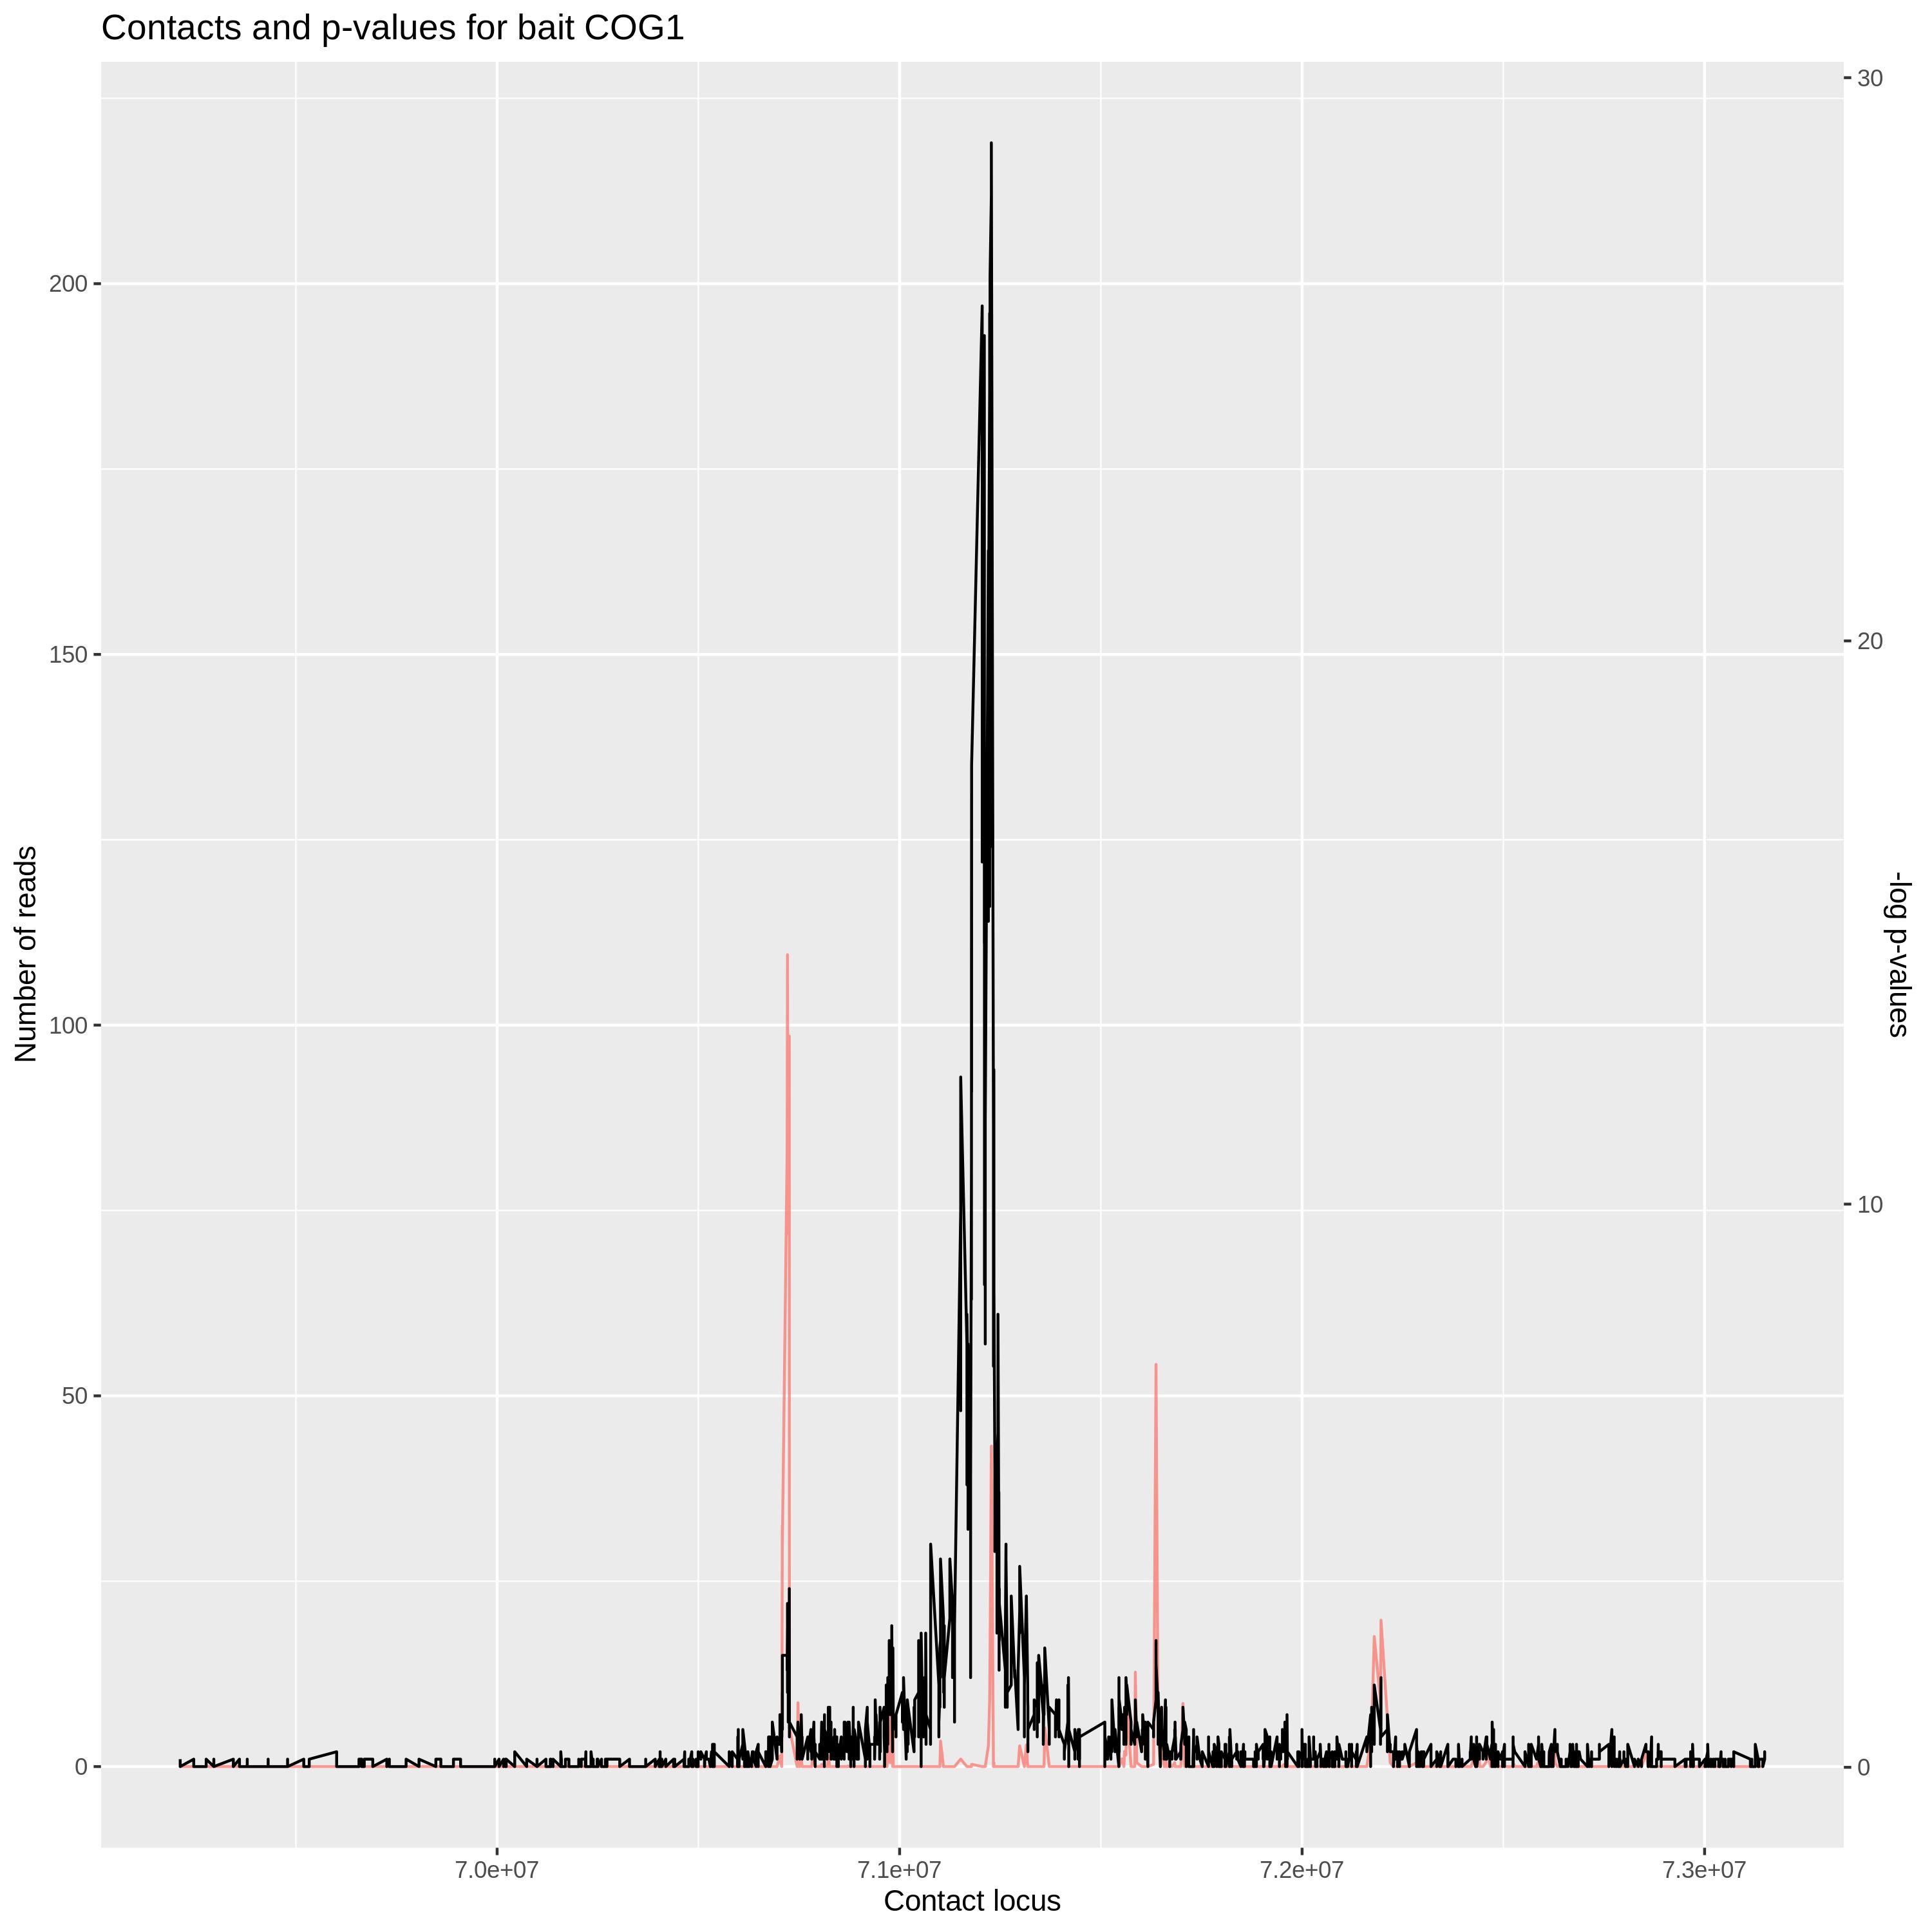 Contacts and p-values for bait COG1
Number of reads
200
150
100
50
0
30
20
10
0
-log p-values
7.0e+07
7.1e+07
7.2e+07
7.3e+07
Contact locus